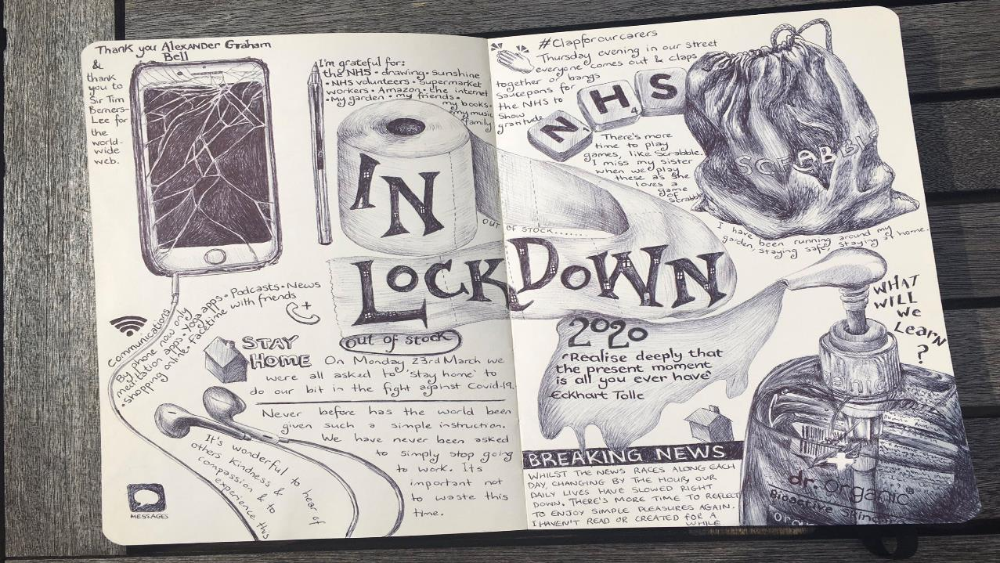 Thank you Alexander Graham
Bell
&
thank
you to
Sir Tim
Berners-
Lee for
the
world-
wide
web.
I'm grateful for:
the NHS • drawing • sunshine
• NHS volunteers • supermarket
workers • Amazon • the internet
• My garden • my friends •
my books •
my music
family
IN
OUT OF STOCK.......
LOCKDOWN
out of stock
Communications
Big phone now only
meditation apps • Yoga apps • Podcasts • News
• shopping online • Facetime with friends
STAY
HOME
On Monday 23rd March we
were all asked to 'stay home' to
do our bit in the fight against Covid-19.
Never before has the world been
given such a simple instruction.
We have never been asked
to simply stop going
to work. Its
important not
to waste this
time.
It's wonderful to hear of
others kindness &
compassion & to
experience this
MESSAGES
#Clapforourcarers
Thursday evening in our street
everyone comes out & claps
together or bangs
saucepans for
the NHS to
show
gratitude
N1 H4 S
There's more
time to play
games, like Scrabble.
I miss my sister
when we play
these as she
loves a
game
of
scrabble
SCRABBLE
I have been running around my
garden, staying safe, staying at home.
2020
"Realise deeply that
the present moment
is all you ever have"
Eckhart Tolle
WHAT
WILL
We
Learn
?
BREAKING NEWS
WHILST THE NEWS RACES ALONG EACH
DAY, CHANGING BY THE HOUR, OUR
DAILY LIVES HAVE SLOWED RIGHT
DOWN. THERE'S MORE TIME TO REFLECT
TO ENJOY SIMPLE PLEASURES AGAIN.
I HAVEN'T READ OR CREATED FOR A
WHILE
dr.organic®
Bioactive Skinca
orga